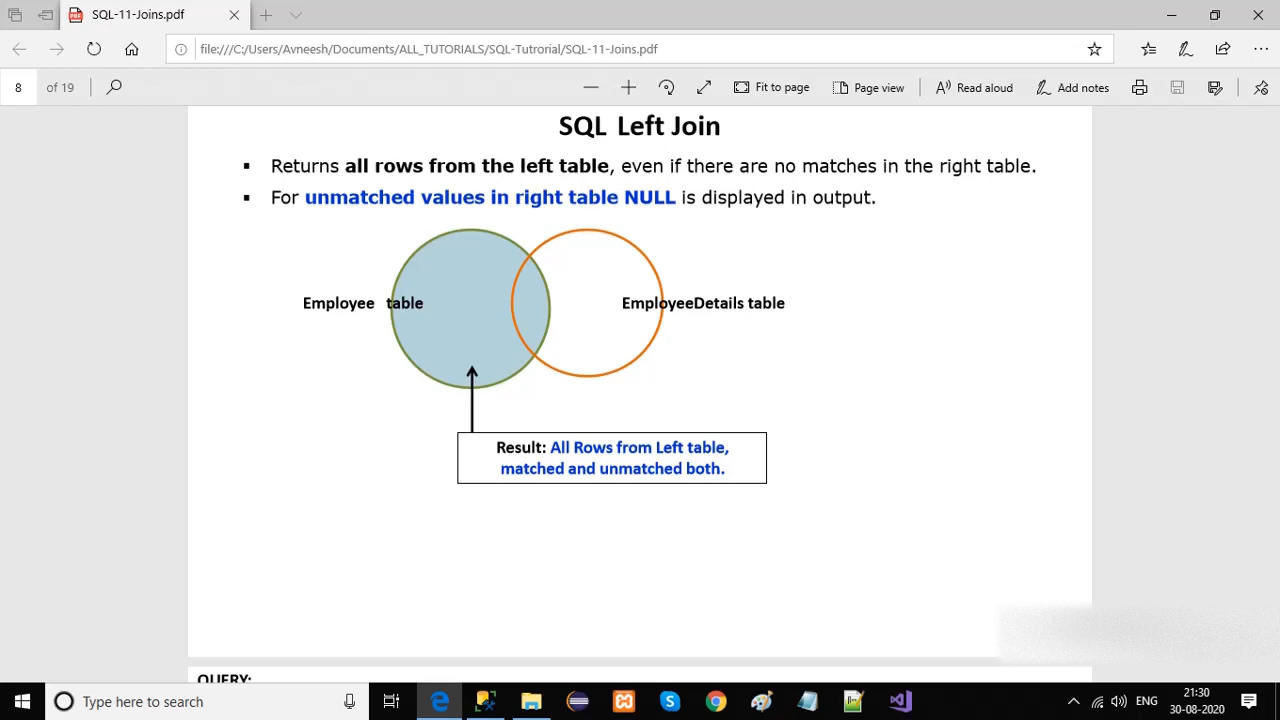 SQL-11-Joins.pdf
file:///C:/Users/Avneesh/Documents/ALL_TUTORIALS/SQL-Tutrorial/SQL-11-Joins.pdf
8 of 19 Fit to page Page view Read aloud Add notes
SQL Left Join
▪ Returns all rows from the left table, even if there are no matches in the right table.
▪ For unmatched values in right table NULL is displayed in output.
Employee table EmployeeDetails table
Result: All Rows from Left table,
matched and unmatched both.
QUERY:
Type here to search
ENG
21:30
30-08-2020